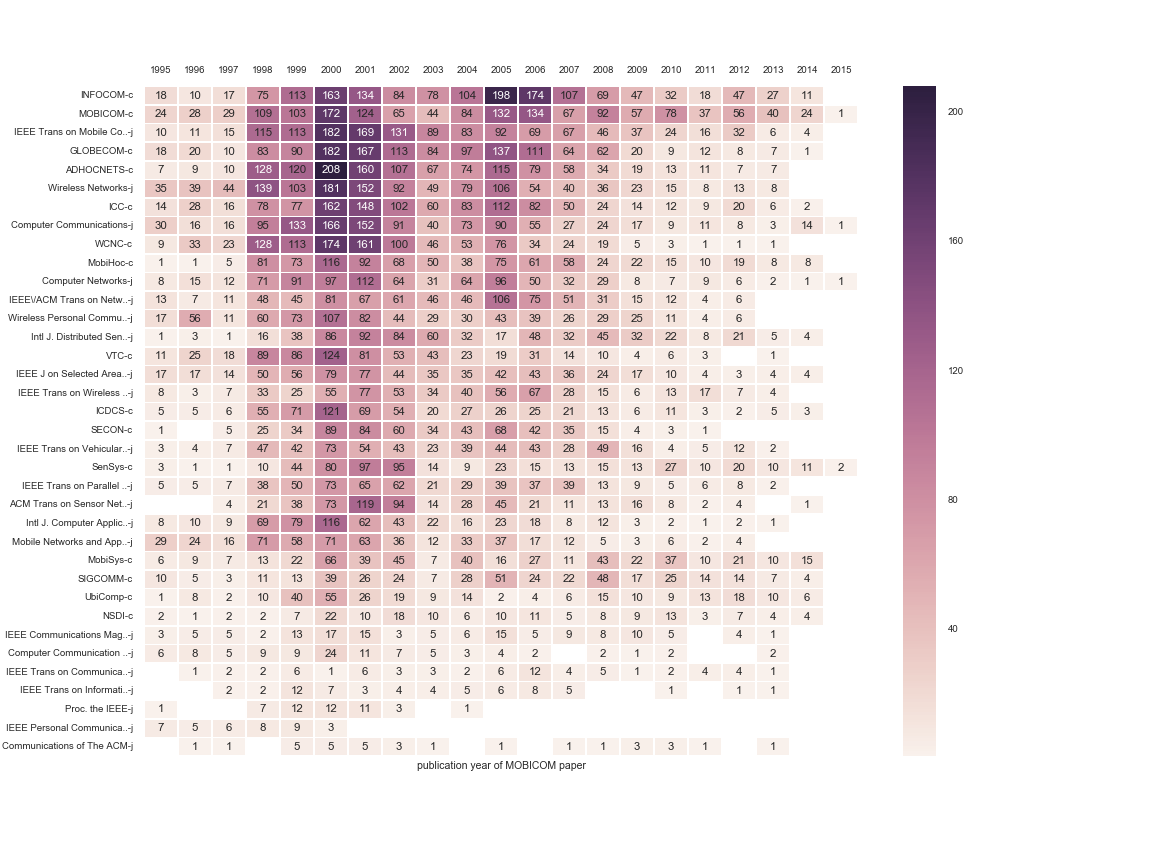 1995 1996 1997 1998 1999 2000 2001 2002 2003 2004 2005 2006 2007 2008 2009 2010 2011 2012 2013 2014 2015
INFOCOM-c 18 10 17 75 113 163 134 84 78 104 198 174 107 69 47 32 18 47 27 11
200
MOBICOM-c 24 28 29 109 103 172 124 65 44 84 132 134 67 92 57 78 37 56 40 24 1
IEEE Trans on Mobile Co..-j 10 11 15 115 113 182 169 131 89 83 92 69 67 46 37 24 16 32 6 4
GLOBECOM-c 18 20 10 83 90 182 167 113 84 97 137 111 64 62 20 9 12 8 7 1
ADHOCNETS-c 7 9 10 128 120 208 160 107 67 74 115 79 58 34 19 13 11 7 7
Wireless Networks-j 35 39 44 139 103 181 152 92 49 79 106 54 40 36 23 15 8 13 8
ICC-c 14 28 16 78 77 162 148 102 60 83 112 82 50 24 14 12 9 20 6 2
Computer Communications-j 30 16 16 95 133 166 152 91 40 73 90 55 27 24 17 9 11 8 3 14 1
WCNC-c 9 33 23 128 113 174 161 100 46 53 76 34 24 19 5 3 1 1 1
160
MobiHoc-c 1 1 5 81 73 116 92 68 50 38 75 61 58 24 22 15 10 19 8 8
Computer Networks-j 8 15 12 71 91 97 112 64 31 64 96 50 32 29 8 7 9 6 2 1 1
IEEE\/ACM Trans on Netw..-j 13 7 11 48 45 81 67 61 46 46 106 75 51 31 15 12 4 6
Wireless Personal Commu..-j 17 56 11 60 73 107 82 44 29 30 43 39 26 29 25 11 4 6
Intl J. Distributed Sen..-j 1 3 1 16 38 86 92 84 60 32 17 48 32 45 32 22 8 21 5 4
VTC-c 11 25 18 89 86 124 81 53 43 23 19 31 14 10 4 6 3 1
IEEE J on Selected Area..-j 17 17 14 50 56 79 77 44 35 35 42 43 36 24 17 10 4 3 4 4
120
IEEE Trans on Wireless ..-j 8 3 7 33 25 55 77 53 34 40 56 67 28 15 6 13 17 7 4
ICDCS-c 5 5 6 55 71 121 69 54 20 27 26 25 21 13 6 11 3 2 5 3
SECON-c 1 5 25 34 89 84 60 34 43 68 42 35 15 4 3 1
IEEE Trans on Vehicular..-j 3 4 7 47 42 73 54 43 23 39 44 43 28 49 16 4 5 12 2
SenSys-c 3 1 1 10 44 80 97 95 14 9 23 15 13 15 13 27 10 20 10 11 2
IEEE Trans on Parallel ..-j 5 5 7 38 50 73 65 62 21 29 39 37 39 13 9 5 6 8 2
80
ACM Trans on Sensor Net..-j 4 21 38 73 119 94 14 28 45 21 11 13 16 8 2 4 1
Intl J. Computer Applic..-j 8 10 9 69 79 116 62 43 22 16 23 18 8 12 3 2 1 2 1
Mobile Networks and App..-j 29 24 16 71 58 71 71 36 12 33 37 17 12 5 3 6 2 4
MobiSys-c 6 9 7 13 22 66 39 45 7 40 16 27 11 43 22 37 10 21 10 15
SIGCOMM-c 10 5 3 11 13 39 26 24 7 28 51 24 22 48 17 25 14 14 7 4
UbiComp-c 1 8 2 10 40 55 26 19 9 14 2 4 6 15 10 9 13 18 10 6
NSDI-c 2 1 2 2 7 22 10 18 10 6 10 11 5 8 9 13 3 7 4 4
40
IEEE Communications Mag..-j 3 5 5 2 13 17 15 3 5 6 15 5 9 8 10 5 4 1
Computer Communication ..-j 6 8 5 9 9 24 11 7 5 3 4 2 2 1 2 2
IEEE Trans on Communica..-j 1 2 2 6 1 6 3 3 2 6 12 4 5 1 2 4 4 1
IEEE Trans on Informati..-j 2 2 12 7 3 4 4 5 6 8 5 1 1 1
Proc. the IEEE-j 1 7 12 12 11 3 1
IEEE Personal Communica..-j 7 5 6 8 9 3
Communications of The ACM-j 1 1 5 5 5 3 1 1 1 1 3 3 1 1
publication year of MOBICOM paper